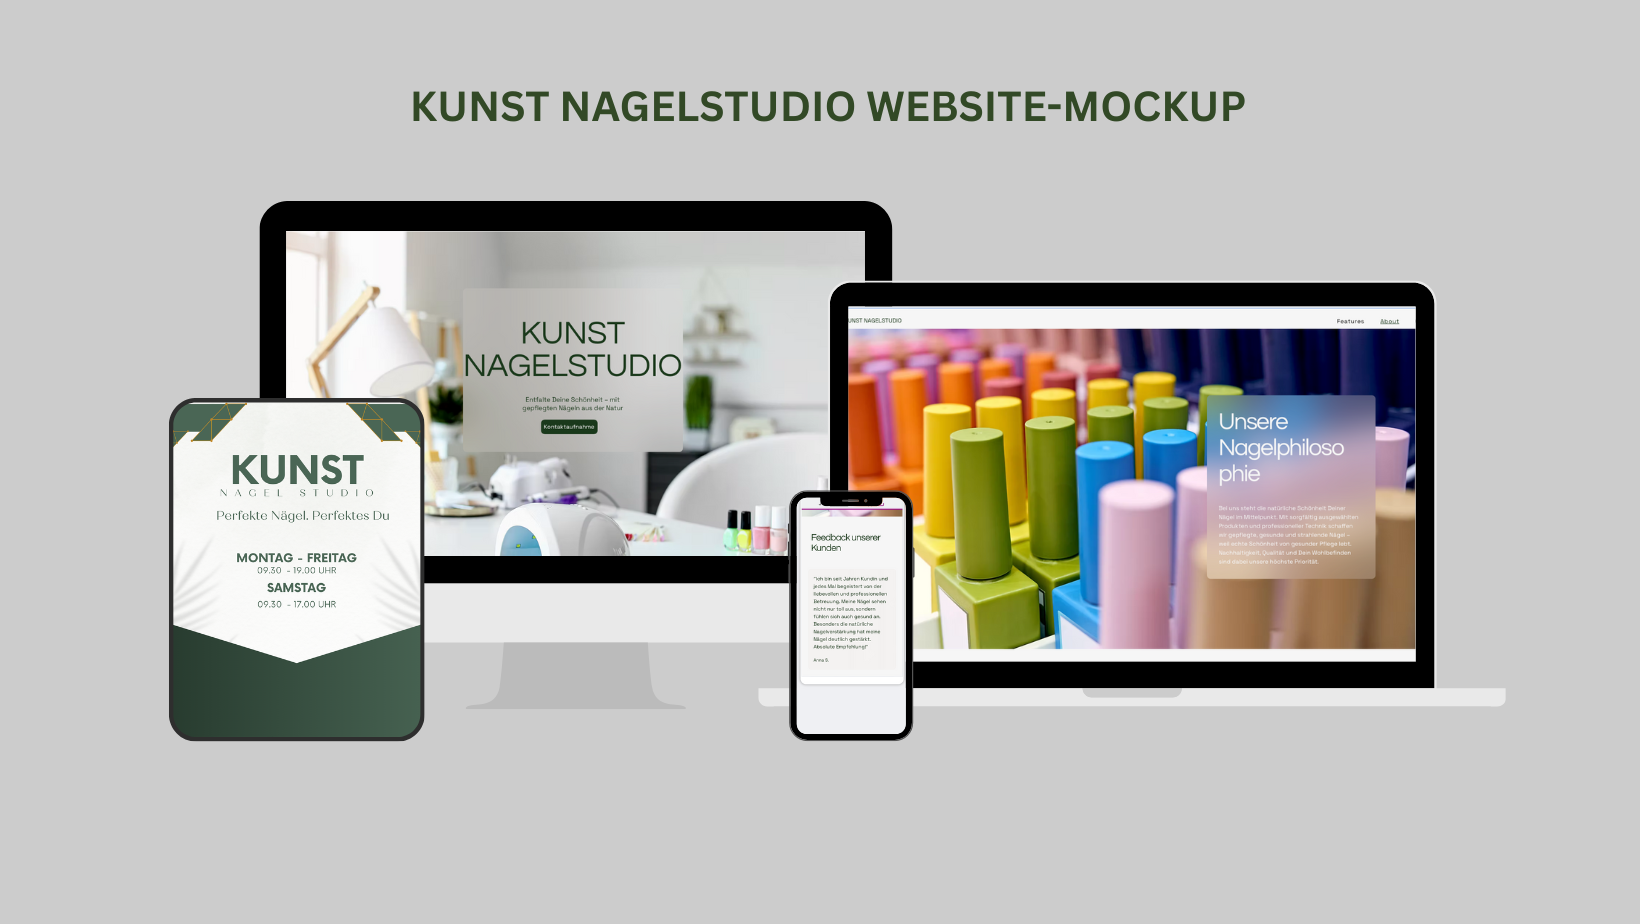 KUNST NAGELSTUDIO WEBSITE-MOCKUP
KUNST
NAGELSTUDIO
Entfalte Deine Schönheit – mit
gepflegten Nägeln aus der Natur
Kontaktaufnahme
KUNST
NAGEL STUDIO
Perfekte Nägel. Perfektes Du
MONTAG - FREITAG
09.30 - 19.00 UHR
SAMSTAG
09.30 - 17.00 UHR
Feedback unserer
Kunden
"Ich bin seit Jahren Kundin und
jedes Mal begeistert von der
liebevollen und professionellen
Betreuung. Meine Nägel sehen
nicht nur toll aus, sondern
fühlen sich auch gesund an.
Besonders die natürliche
Nagelverstärkung hat meine
Nägel deutlich gestärkt.
Absolute Empfehlung!"
Anna S.
UNST NAGELSTUDIO
Features About
Unsere
Nagelphiloso
phie
Bei uns steht die natürliche Schönheit Deiner
Nägel im Mittelpunkt. Mit sorgfältig ausgewählten
Produkten und professioneller Technik schaffen
wir gepflegte, gesunde und strahlende Nägel –
weil echte Schönheit von gesunder Pflege lebt.
Nachhaltigkeit, Qualität und Dein Wohlbefinden
sind dabei unsere höchste Priorität.